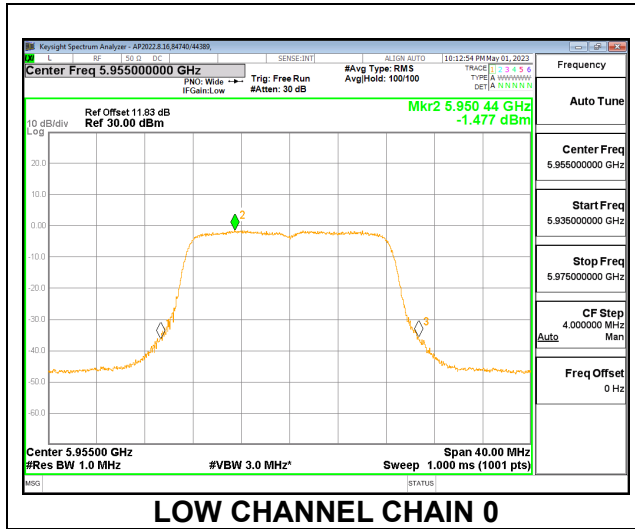 Keysight Spectrum Analyzer - AP2022.8.16,84740/44389,
L RF 50 Ω DC SENSE:INT ALIGN AUTO 10:12:54 PM May 01, 2023
Center Freq 5.955000000 GHz #Avg Type: RMS TRACE 1 2 3 4 5 6
PNO: Wide Trig: Free Run Avg|Hold: 100/100 TYPE A WWWWW
IFGain:Low #Atten: 30 dB DET A N N N N N
Frequency
Auto Tune
Center Freq
5.955000000 GHz
Start Freq
5.935000000 GHz
Stop Freq
5.975000000 GHz
CF Step
4.000000 MHz
Auto Man
Freq Offset
0 Hz
Mkr2 5.950 44 GHz
-1.477 dBm
Ref Offset 11.83 dB
10 dB/div Ref 30.00 dBm
Log
20.0
10.0
0.00
-10.0
-20.0
-30.0
-40.0
-50.0
-60.0
2
1
3
Center 5.95500 GHz Span 40.00 MHz
#Res BW 1.0 MHz #VBW 3.0 MHz* Sweep 1.000 ms (1001 pts)
MSG STATUS
LOW CHANNEL CHAIN 0